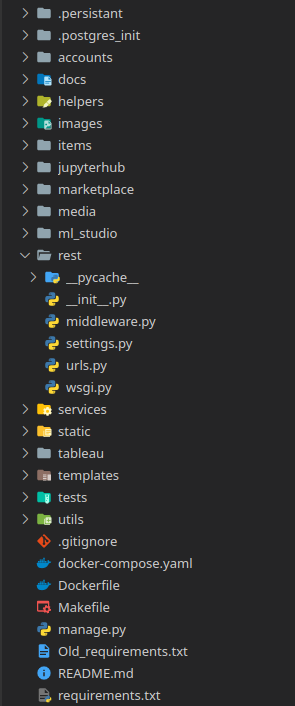 .persistant
.postgres_init
accounts
docs
helpers
images
items
jupyterhub
marketplace
media
ml_studio
rest
__pycache__
__init__.py
middleware.py
settings.py
urls.py
wsgi.py
services
static
tableau
templates
tests
utils
.gitignore
docker-compose.yaml
Dockerfile
Makefile
manage.py
Old_requirements.txt
README.md
requirements.txt